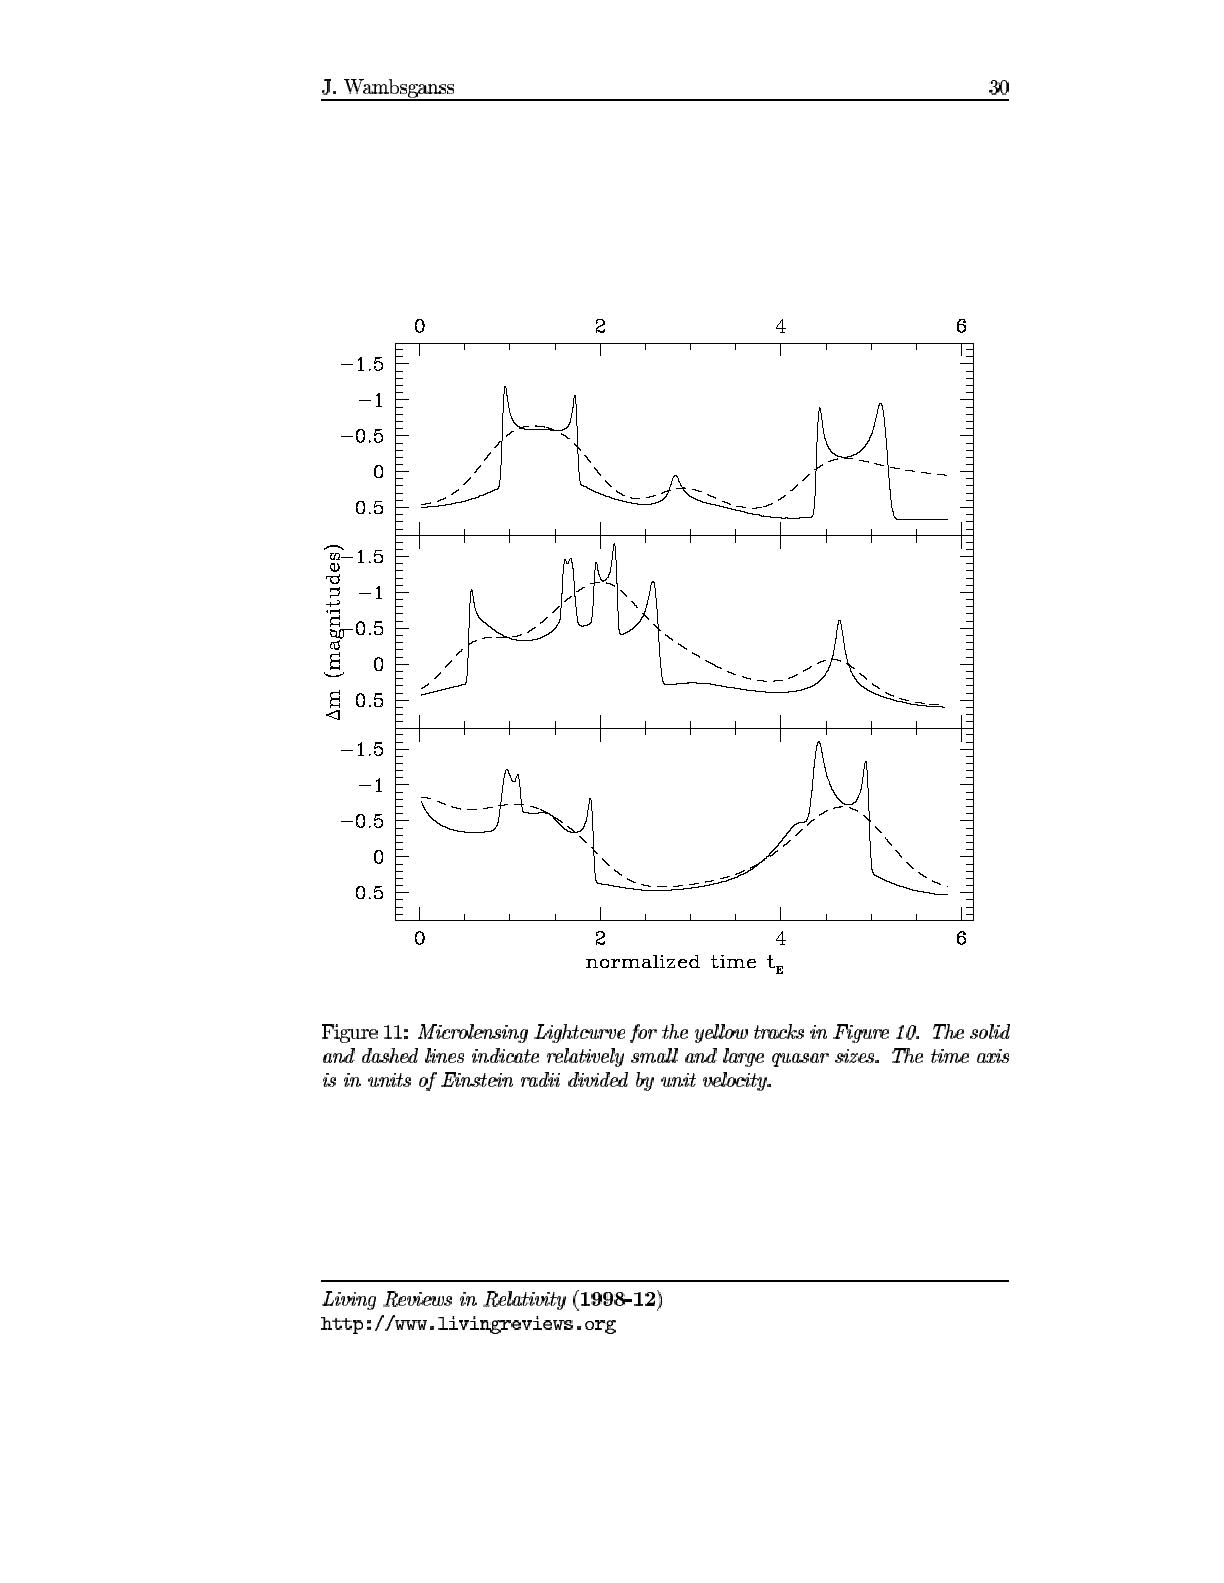 J. Wambsganss 30
0 2 4 6
−1.5
−1
−0.5
0
0.5
−1.5
−1
−0.5
0
0.5
−1.5
−1
−0.5
0
0.5
Δm (magnitudes)
0 2 4 6
normalized time tE
Figure 11: Microlensing Lightcurve for the yellow tracks in Figure 10. The solid
and dashed lines indicate relatively small and large quasar sizes. The time axis
is in units of Einstein radii divided by unit velocity.
Living Reviews in Relativity (1998-12)
http://www.livingreviews.org